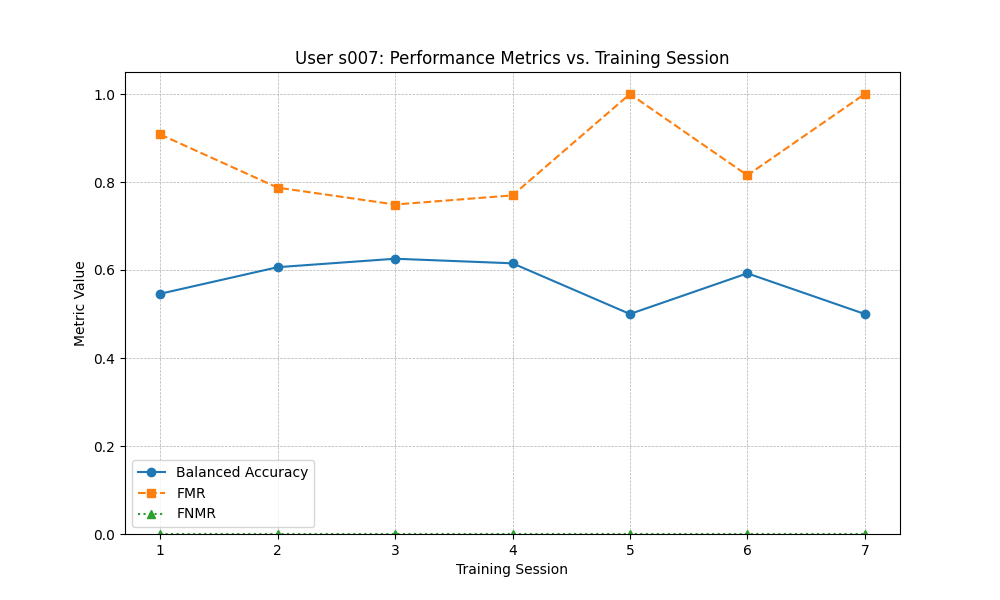 User s007: Performance Metrics vs. Training Session
Metric Value
1.0
0.8
0.6
0.4
0.2
0.0
Balanced Accuracy
FMR
FNMR
1 2 3 4 5 6 7
Training Session